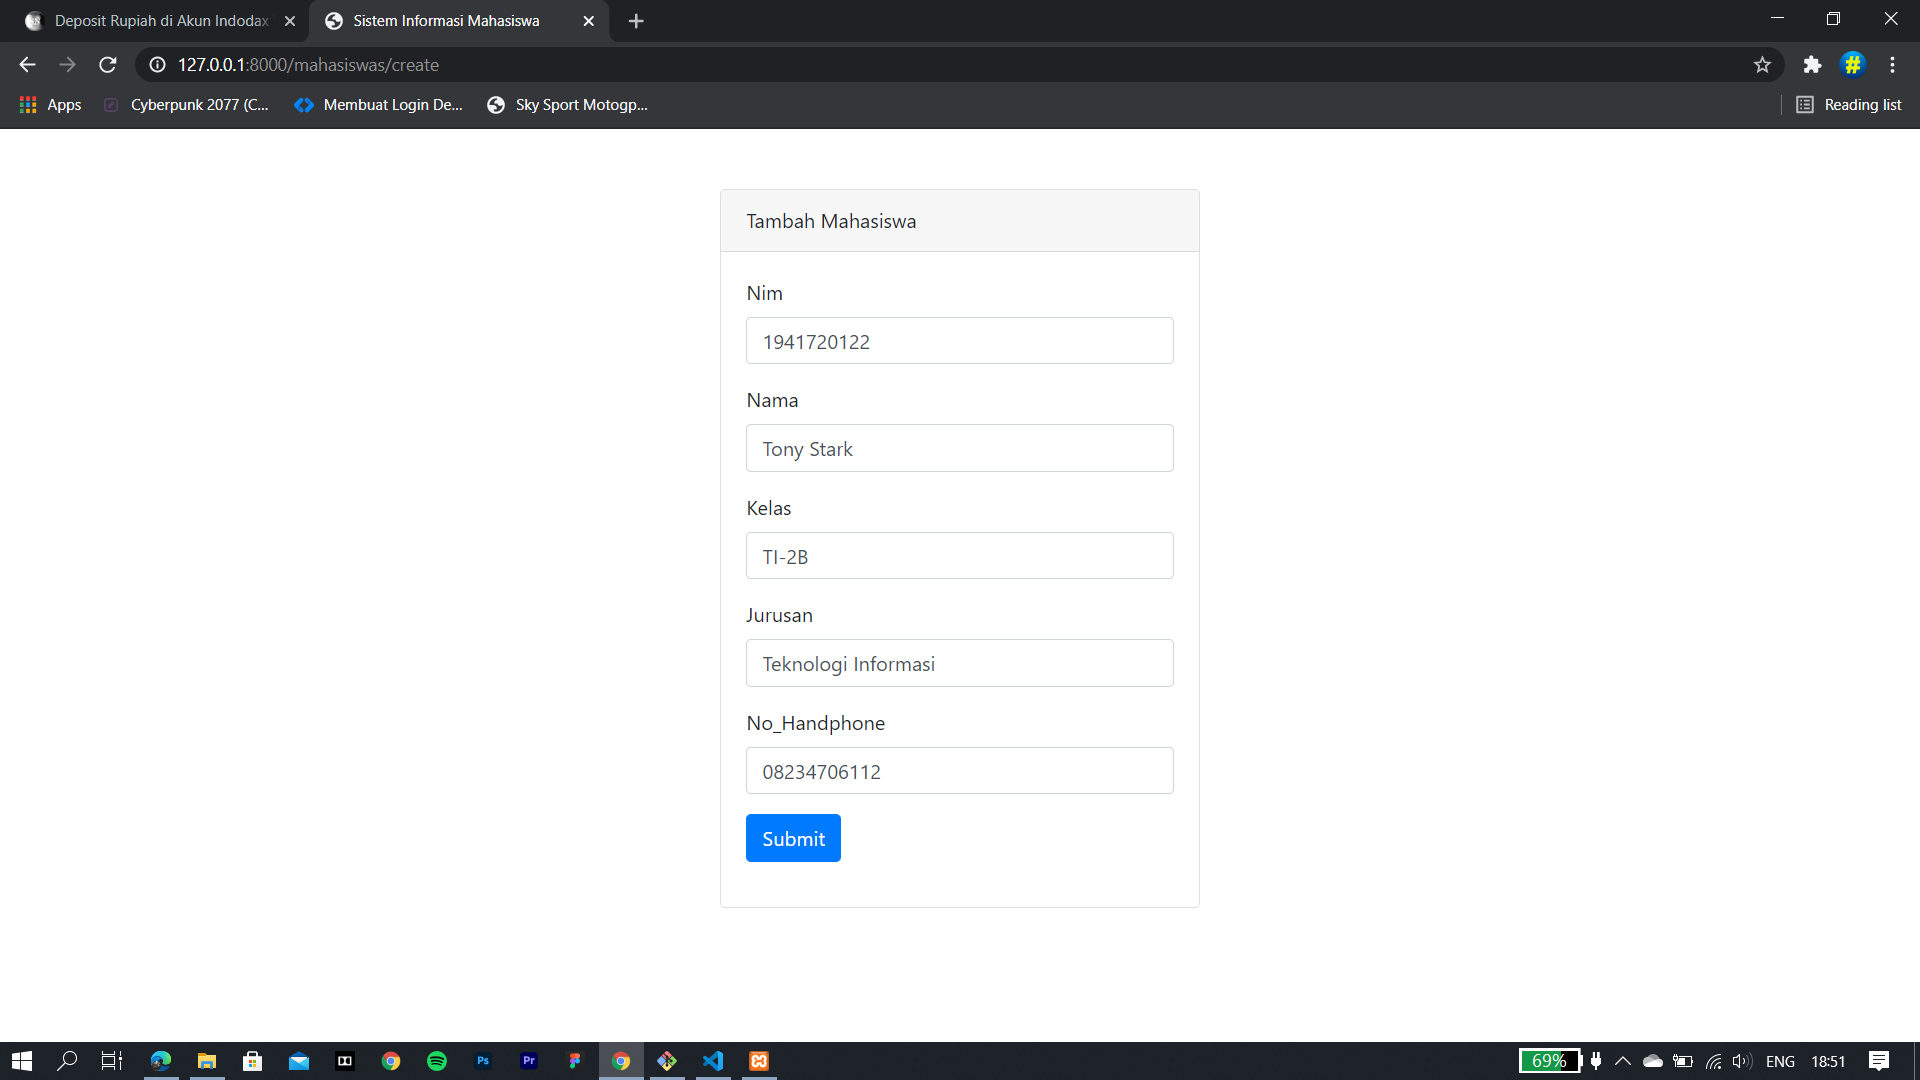 Deposit Rupiah di Akun Indodax
Sistem Informasi Mahasiswa
127.0.0.1:8000/mahasiswas/create
Apps
Cyberpunk 2077 (C...
Membuat Login De...
Sky Sport Motogp...
Reading list
Tambah Mahasiswa
Nim
1941720122
Nama
Tony Stark
Kelas
TI-2B
Jurusan
Teknologi Informasi
No_Handphone
08234706112
Submit
Ps
Pr
69%
ENG
18:51